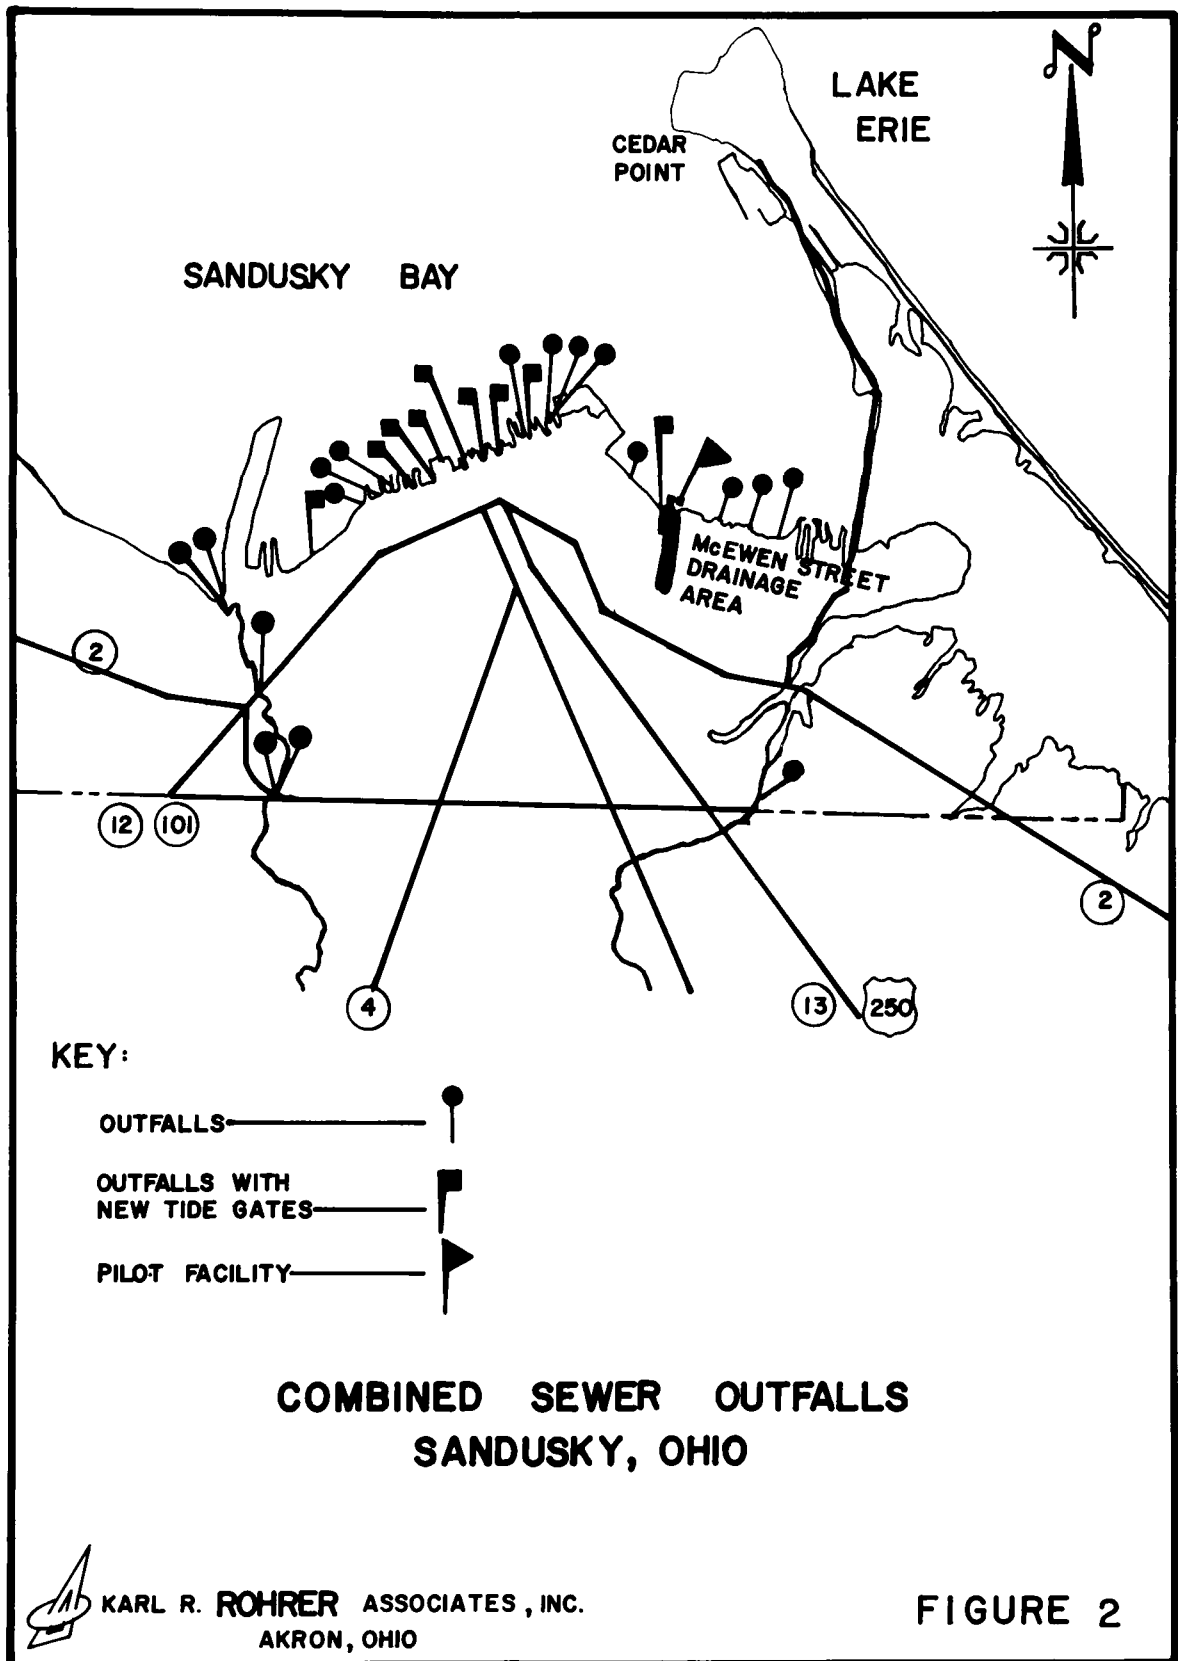 N
LAKE
ERIE
CEDAR
POINT
SANDUSKY BAY
McEWEN STREET
DRAINAGE
AREA
2
12 101
2
4
13 250
KEY:
OUTFALLS
OUTFALLS WITH
NEW TIDE GATES
PILOT FACILITY
COMBINED SEWER OUTFALLS
SANDUSKY, OHIO
KARL R. ROHRER ASSOCIATES, INC.
AKRON, OHIO
FIGURE 2